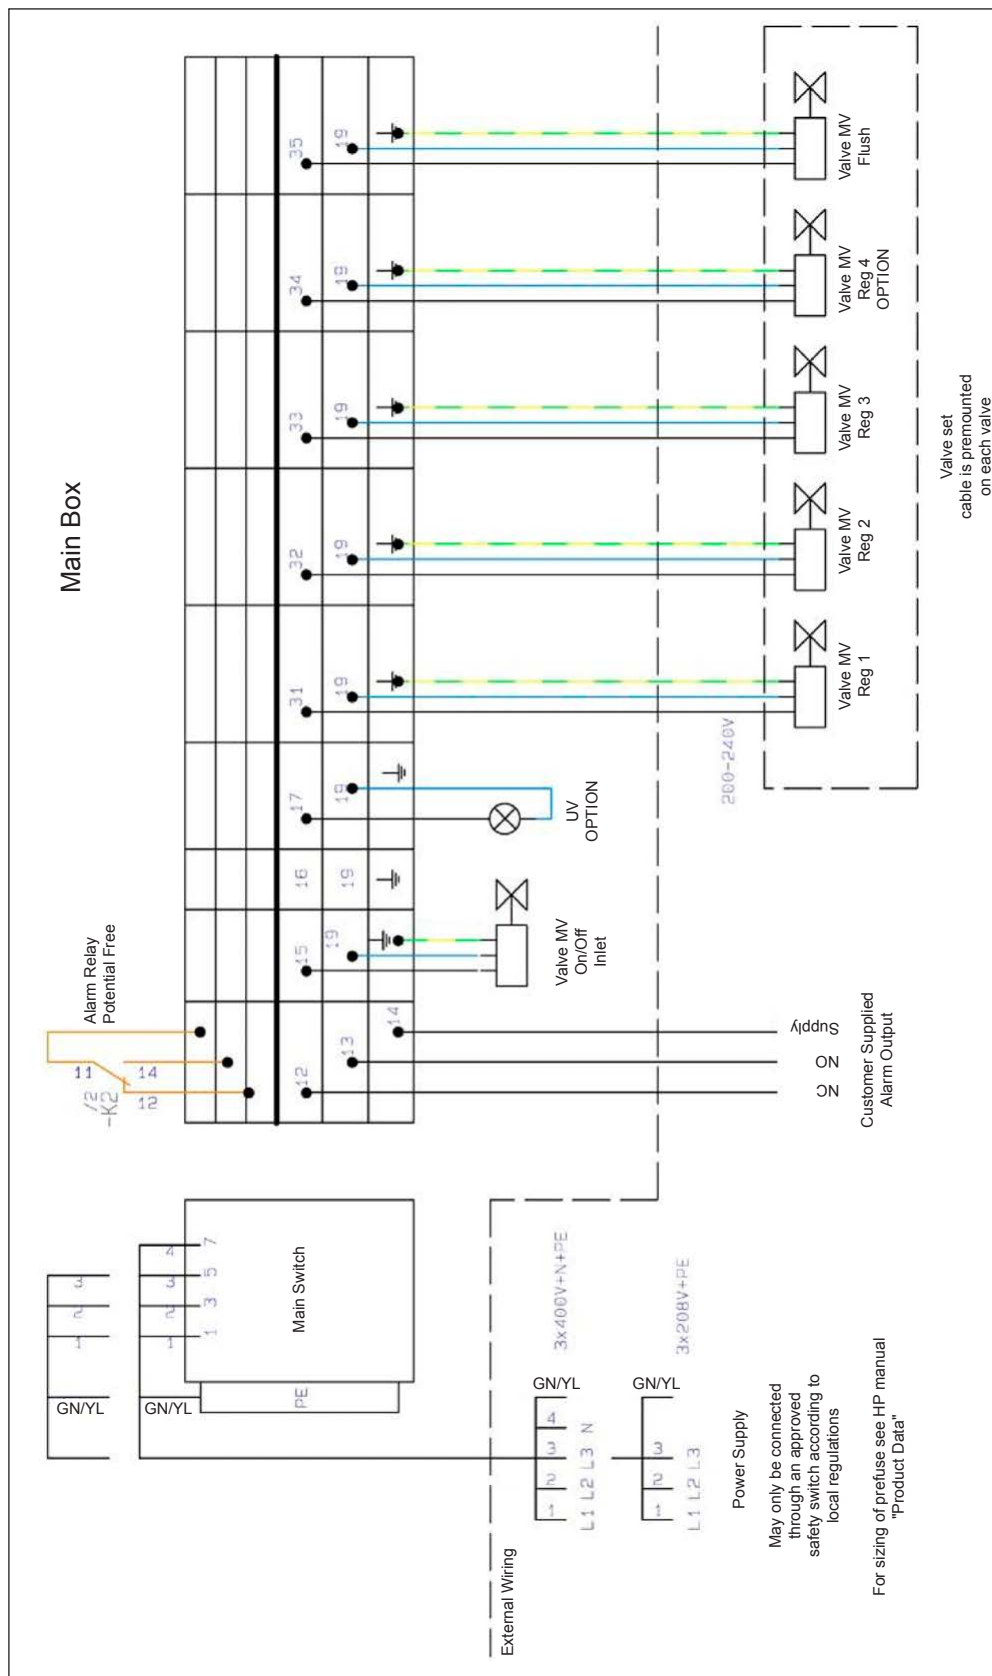 Main Box
Alarm Relay
Potential Free
/2
-K2
11
14
12
12
13
14
15
19
16
19
17
19
31
19
32
19
33
19
34
19
35
19
NC
NO
Supply
Customer Supplied
Alarm Output
Valve MV
On/Off
Inlet
UV
OPTION
200-240V
Valve MV
Reg 1
Valve MV
Reg 2
Valve MV
Reg 3
Valve MV
Reg 4
OPTION
Valve MV
Flush
Valve set
cable is premounted
on each valve
GN/YL
1
2
3
GN/YL
1
2
3
4
PE
1
3
5
7
Main Switch
External Wiring
1
2
3
4
GN/YL
L1 L2 L3 N
3x400V+N+PE
1
2
3
GN/YL
L1 L2 L3
3x208V+PE
Power Supply
May only be connected
through an approved
safety switch according to
local regulations
For sizing of prefuse see HP manual
"Product Data"